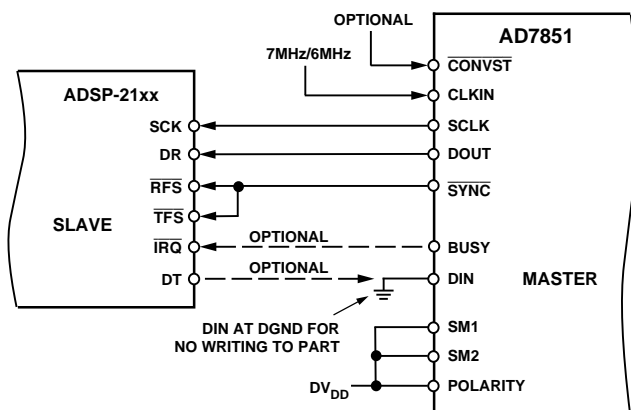 OPTIONAL
AD7851
7MHz/6MHz
CONVST
ADSP-21xx
CLKIN
SCK
SCLK
DR
DOUT
RFS
SYNC
TFS
SLAVE
OPTIONAL
IRQ
BUSY
OPTIONAL
DT
DIN
MASTER
DIN AT DGND FOR
NO WRITING TO PART
SM1
SM2
DVDD
POLARITY